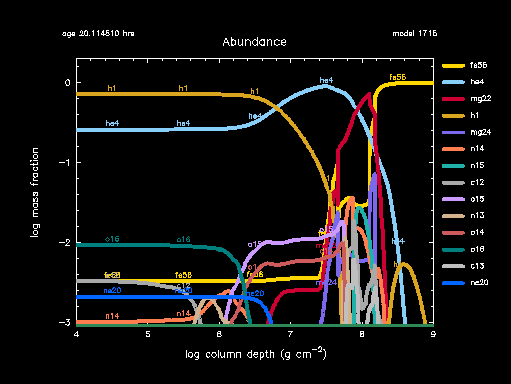 age 20.114510 hrs
model 1716
Abundance
fe56
he4
mg22
h1
mg24
n14
n15
c12
o15
n13
o14
o16
c13
ne20
log mass fraction
0
−1
−2
−3
h1
h1
h1
he4
he4
he4
he4
fe56
o16
o16
o15
fe56
fe56
c12
ne20
ne20
n14
n14
4
5
6
7
8
9
log column depth (g cm−2)